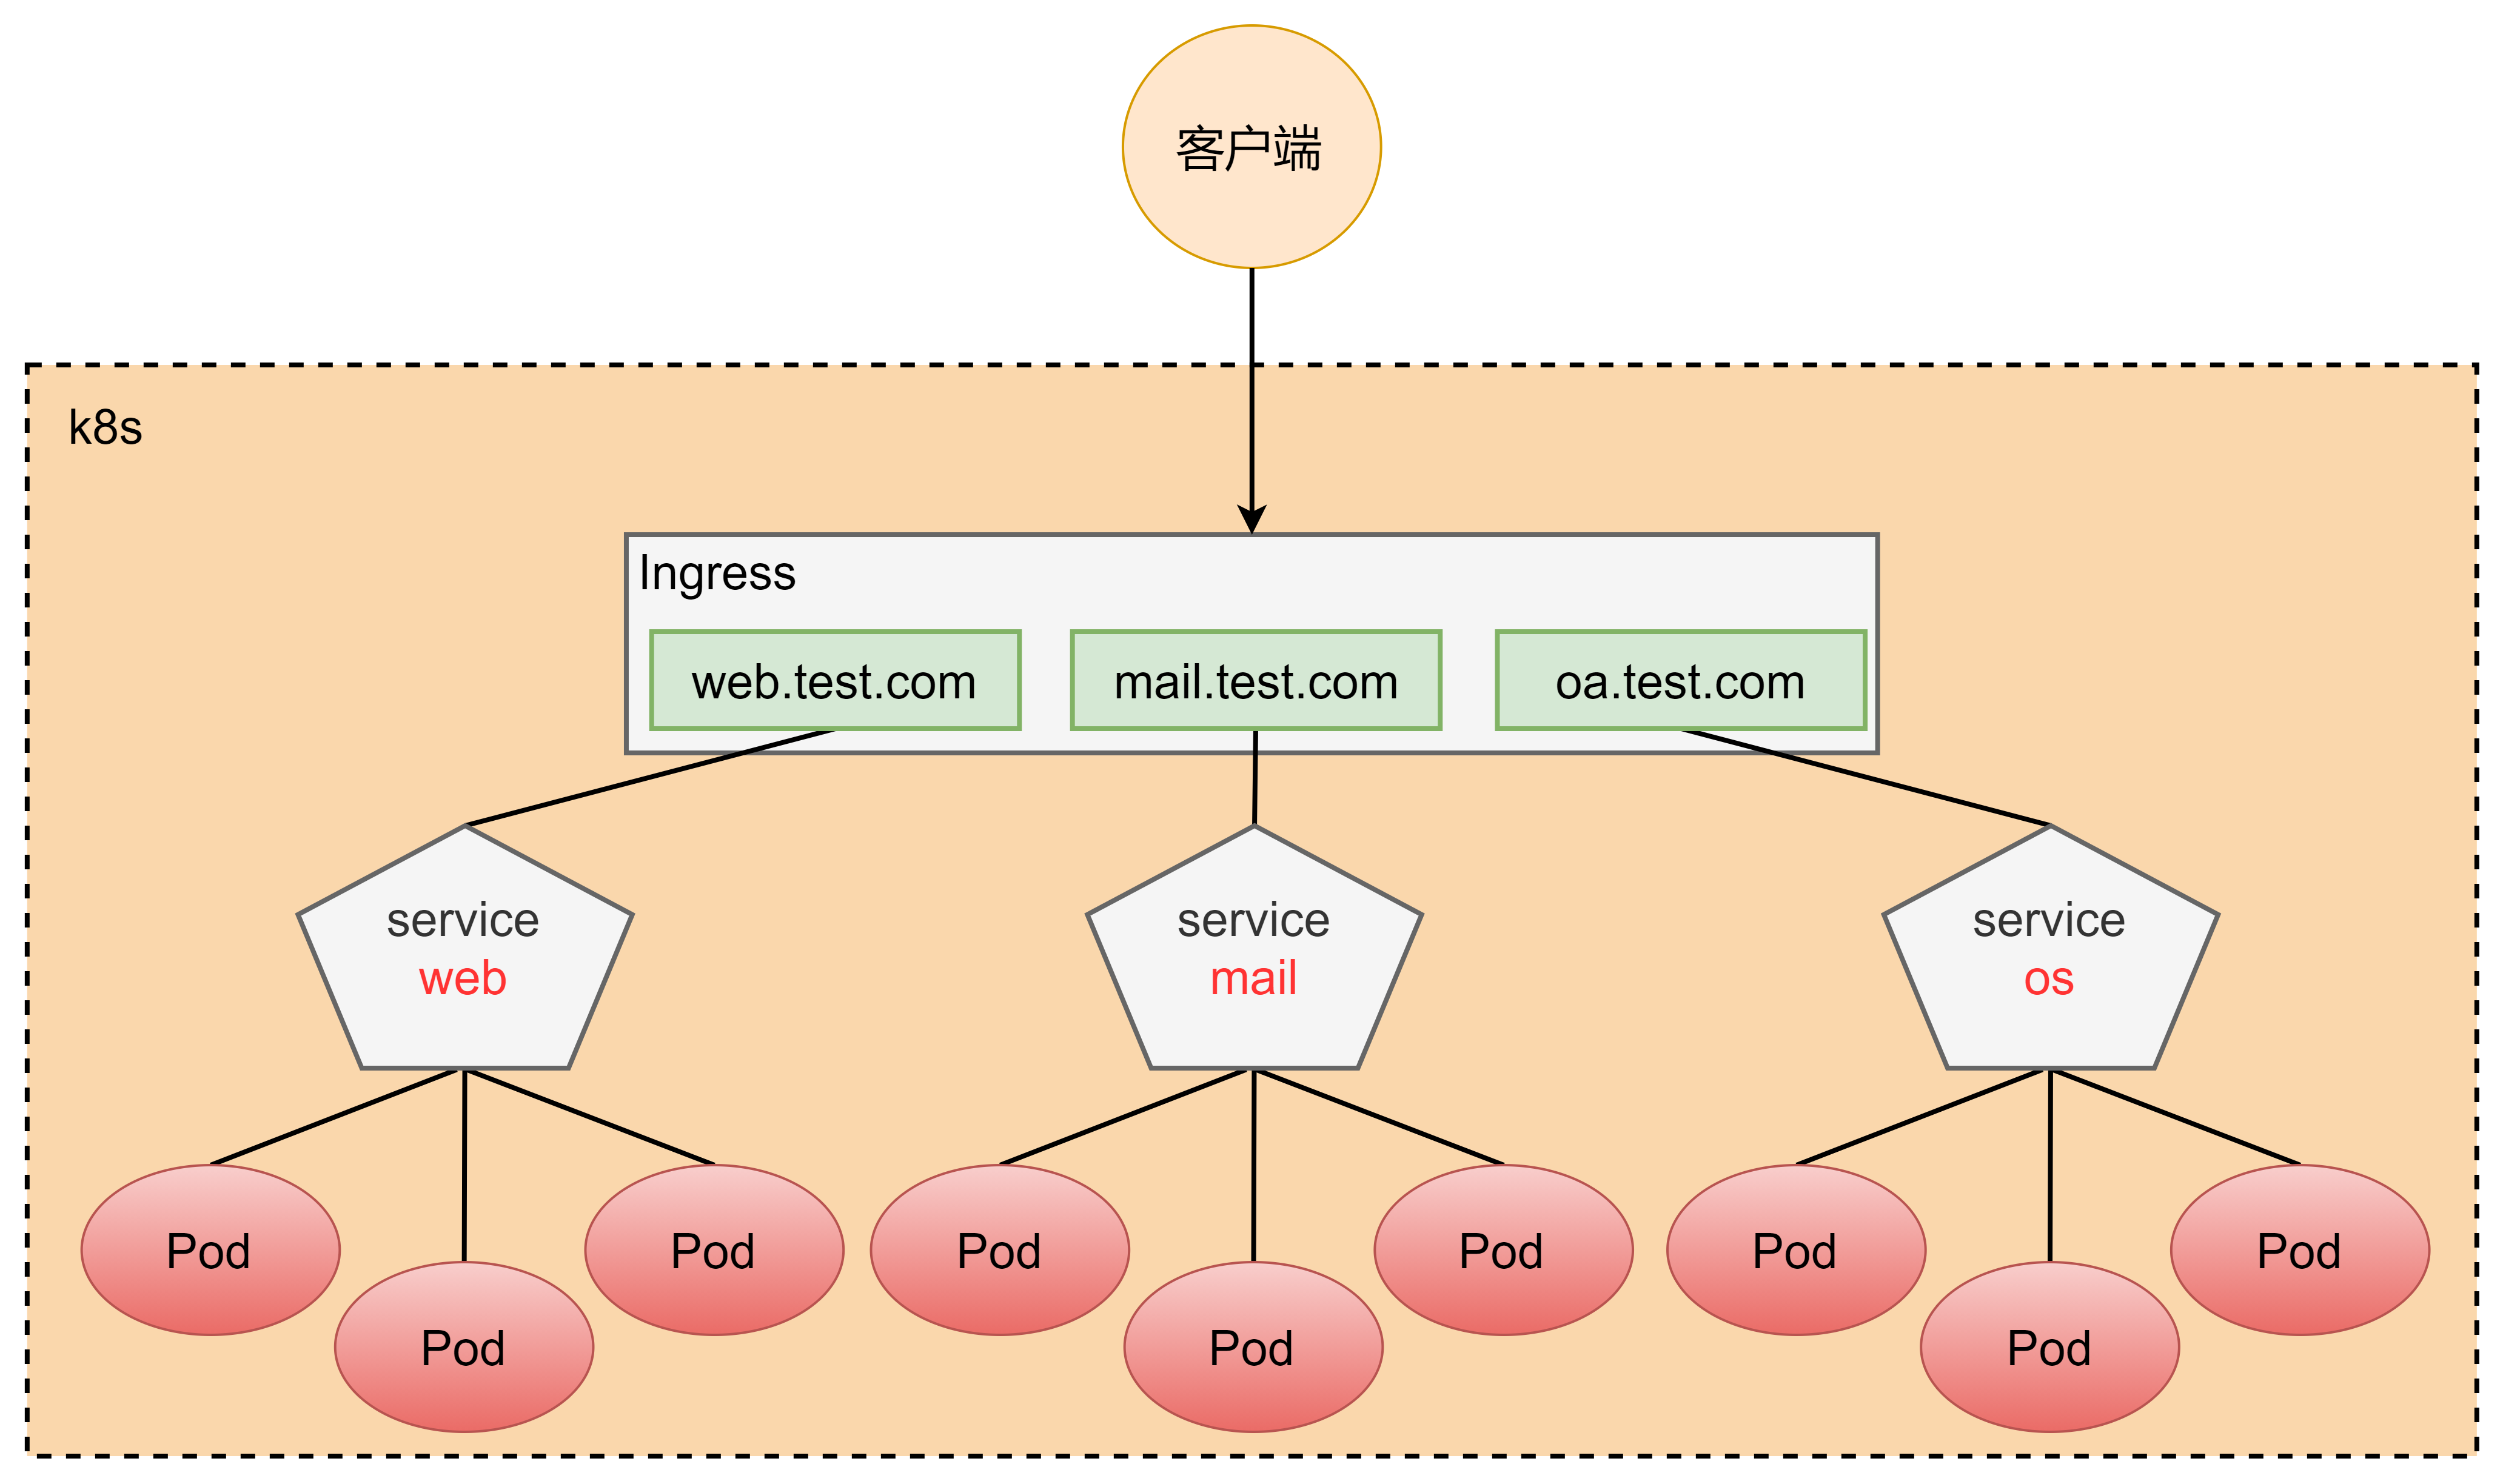 客户端
k8s
Ingress
web.test.com
mail.test.com
oa.test.com
service
web
service
mail
service
os
Pod
Pod
Pod
Pod
Pod
Pod
Pod
Pod
Pod